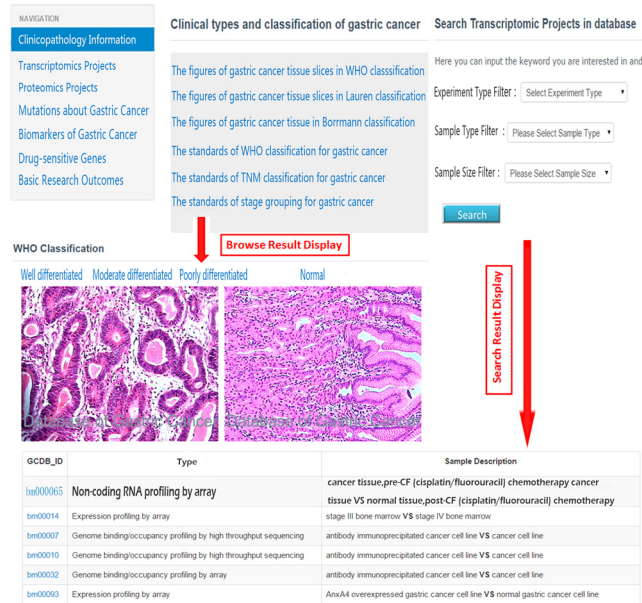 NAVIGATION
Clinicopathology Information
Transcriptomics Projects
Proteomics Projects
Mutations about Gastric Cancer
Biomarkers of Gastric Cancer
Drug-sensitive Genes
Basic Research Outcomes
Clinical types and classification of gastric cancer
The figures of gastric cancer tissue slices in WHO classsification
The figures of gastric cancer tissue slices in Lauren classification
The figures of gastric cancer tissue in Borrmann classification
The standards of WHO classification for gastric cancer
The standards of TNM classification for gastric cancer
The standards of stage grouping for gastric cancer
Search Transcriptomic Projects in database
Here you can input the keyword you are interested in and
Experiment Type Filter : Select Experiment Type
Sample Type Filter : Please Select Sample Type
Sample Size Filter : Please Select Sample Size
Search
Browse Result Display
Search Result Display
WHO Classification
Well differentiated Moderate differentiated Poorly differentiated Normal
Database of Gastric Cancer Database of Gastric Cancer
GCDB_ID Type Sample Description
bm000065 Non-coding RNA profiling by array cancer tissue,pre-CF (cisplatin/fluorouracil) chemotherapy cancer
tissue VS normal tissue,post-CF (cisplatin/fluorouracil) chemotherapy
bm00014 Expression profiling by array stage III bone marrow VS stage IV bone marrow
bm00007 Genome binding/occupancy profiling by high throughput sequencing antibody immunoprecipitated cancer cell line VS cancer cell line
bm00010 Genome binding/occupancy profiling by high throughput sequencing antibody immunoprecipitated cancer cell line VS cancer cell line
bm00032 Genome binding/occupancy profiling by array antibody immunoprecipitated cancer cell line VS cancer cell line
bm00093 Expression profiling by array AnxA4 overexpressed gastric cancer cell line VS normal gastric cancer cell line